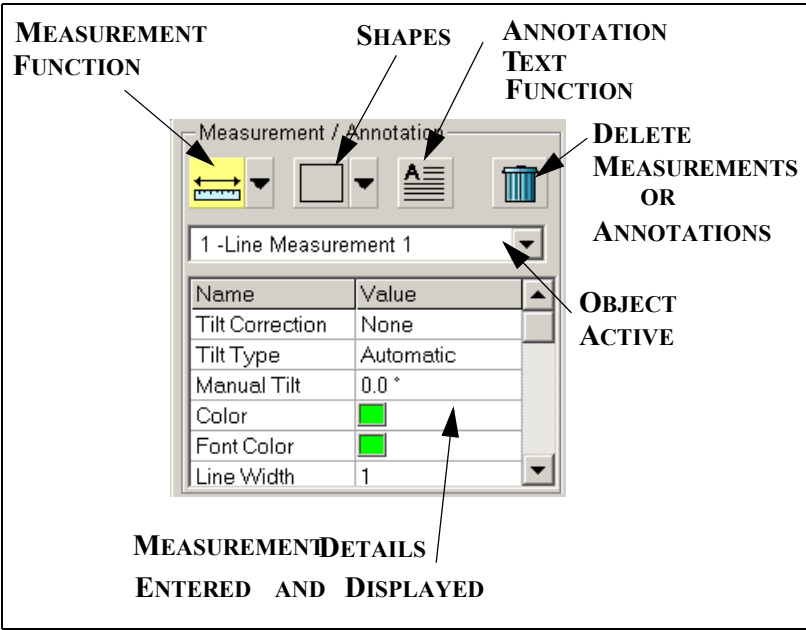 MEASUREMENT
FUNCTION
SHAPES
ANNOTATION
TEXT
FUNCTION
Measurement / Annotation
A
DELETE
MEASUREMENTS
OR
ANNOTATIONS
1 -Line Measurement 1
Name Value
Tilt Correction None
Tilt Type Automatic
Manual Tilt 0.0 °
Color
Font Color
Line Width 1
OBJECT
ACTIVE
MEASUREMENT DETAILS
ENTERED AND DISPLAYED